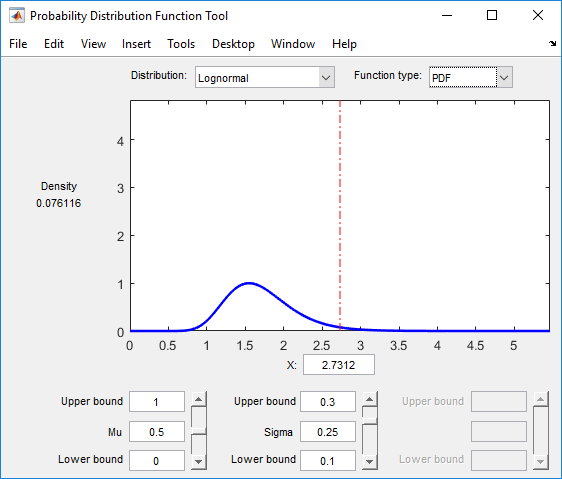 Probability Distribution Function Tool
File Edit View Insert Tools Desktop Window Help
Distribution: Lognormal Function type: PDF
4
3
2
1
0
Density
0.076116
0 0.5 1 1.5 2 2.5 3 3.5 4 4.5 5
X: 2.7312
Upper bound 1 Upper bound 0.3 Upper bound
Mu 0.5 Sigma 0.25
Lower bound 0 Lower bound 0.1 Lower bound